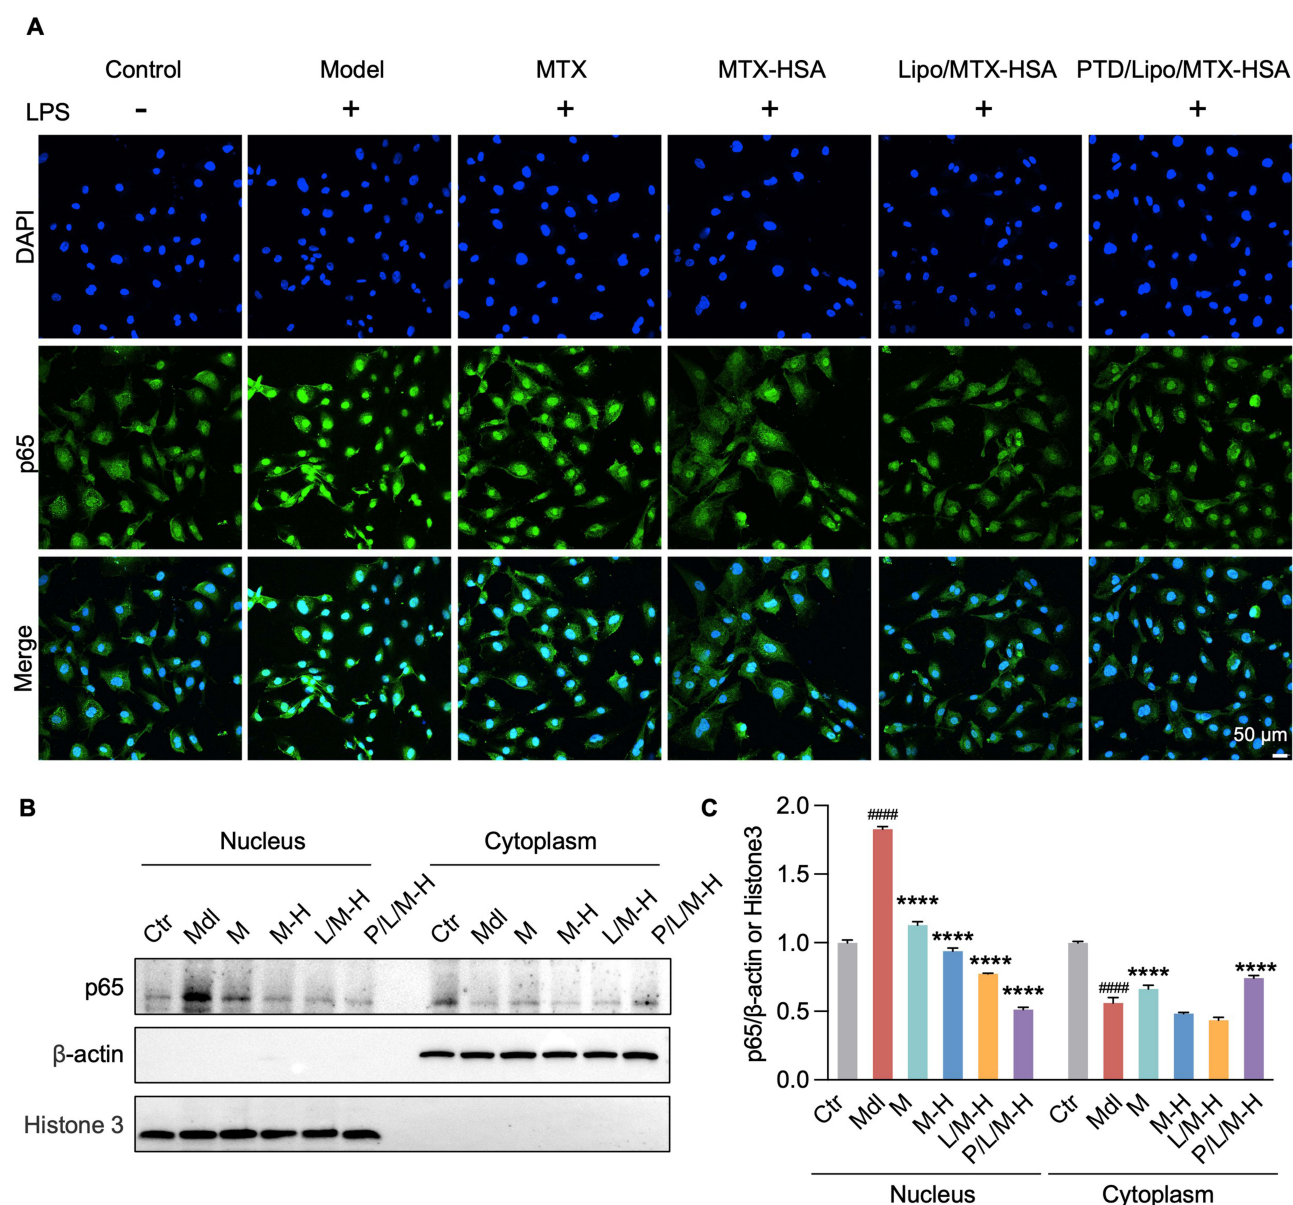 A
Control Model MTX MTX-HSA Lipo/MTX-HSA PTD/Lipo/MTX-HSA
LPS - + + + + +
DAPI
p65
Merge
50 μm
B
Nucleus Cytoplasm
Ctr Mdl M M-H L/M-H P/L/M-H Ctr Mdl M M-H L/M-H P/L/M-H
p65
β-actin
Histone 3
C
p65/β-actin or Histone3
2.0
1.5
1.0
0.5
0.0
####
****
****
****
****
####
****
****
Ctr Mdl M M-H L/M-H P/L/M-H Ctr Mdl M M-H L/M-H P/L/M-H
Nucleus Cytoplasm